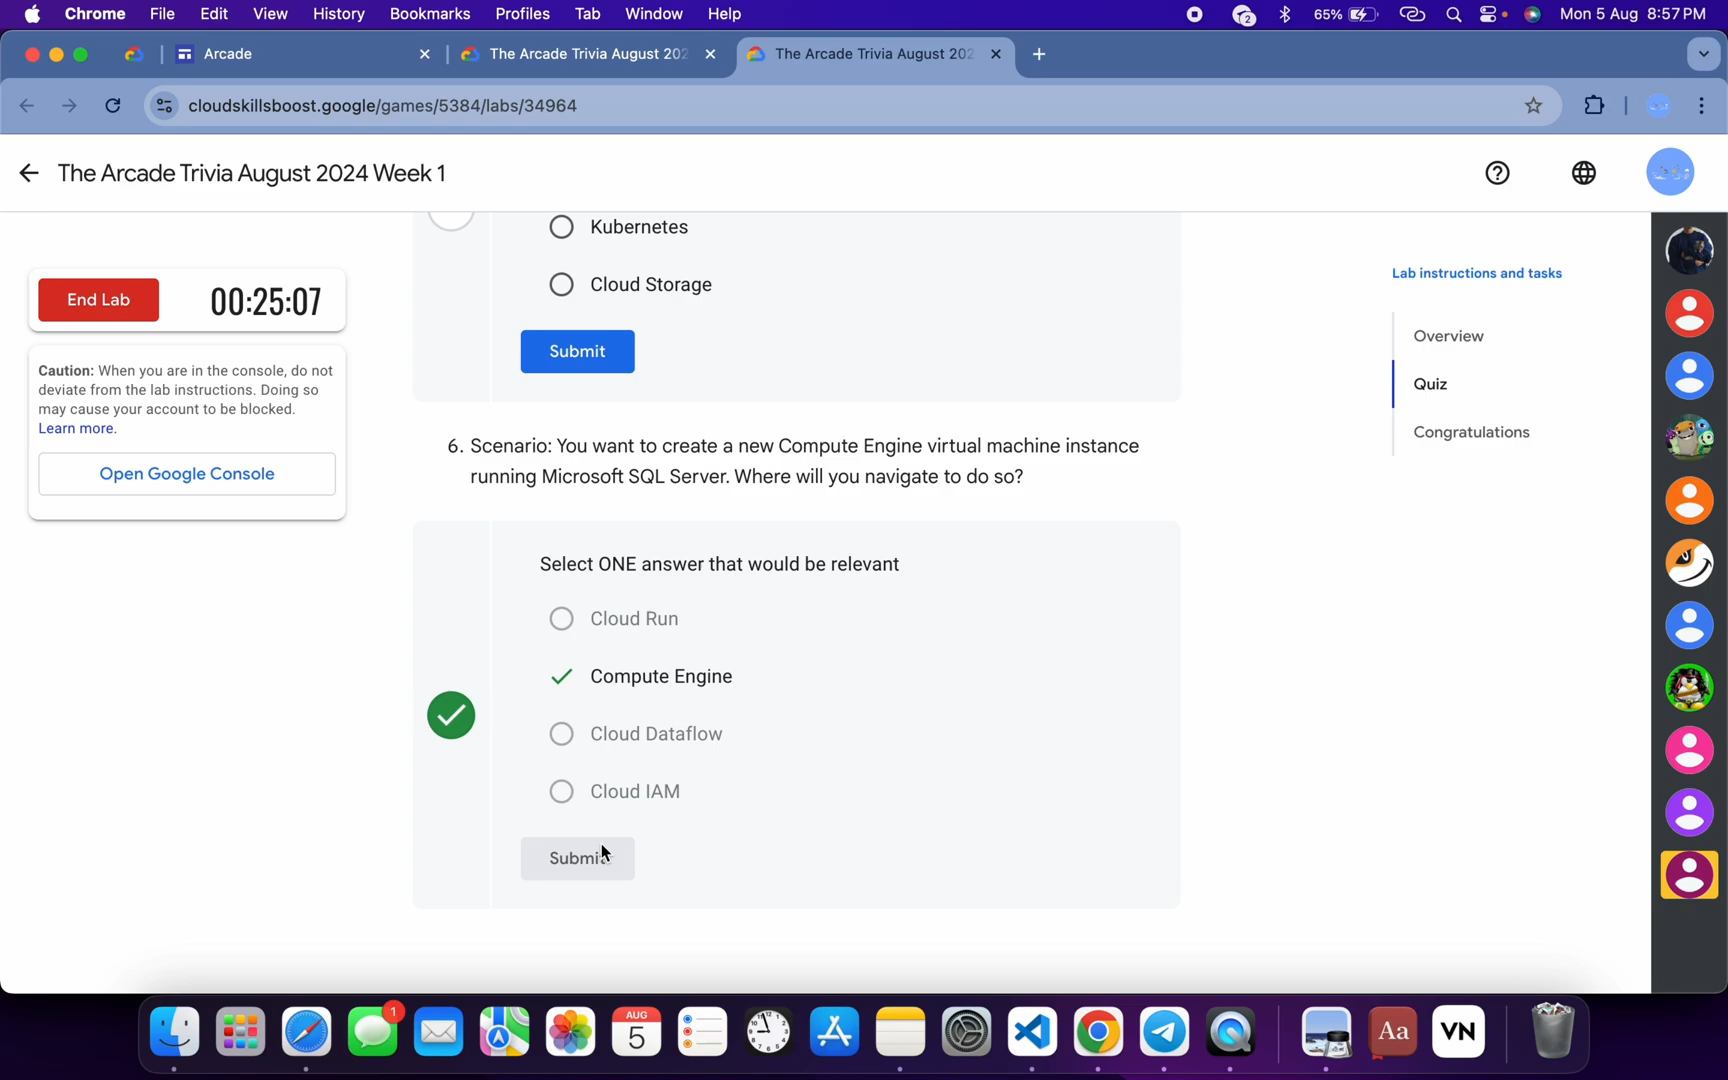 Chrome File Edit View History Bookmarks Profiles Tab Window Help 2 65% Mon 5 Aug 8:57 PM
Arcade The Arcade Trivia August 202 The Arcade Trivia August 202
cloudskillsboost.google/games/5384/labs/34964
The Arcade Trivia August 2024 Week 1
Kubernetes
Cloud Storage
Submit
End Lab 00:25:07
Caution: When you are in the console, do not
deviate from the lab instructions. Doing so
may cause your account to be blocked.
Learn more.
Open Google Console
6. Scenario: You want to create a new Compute Engine virtual machine instance
running Microsoft SQL Server. Where will you navigate to do so?
Select ONE answer that would be relevant
Cloud Run
Compute Engine
Cloud Dataflow
Cloud IAM
Submit
Lab instructions and tasks
Overview
Quiz
Congratulations
1
AUG
5
Aa
VN